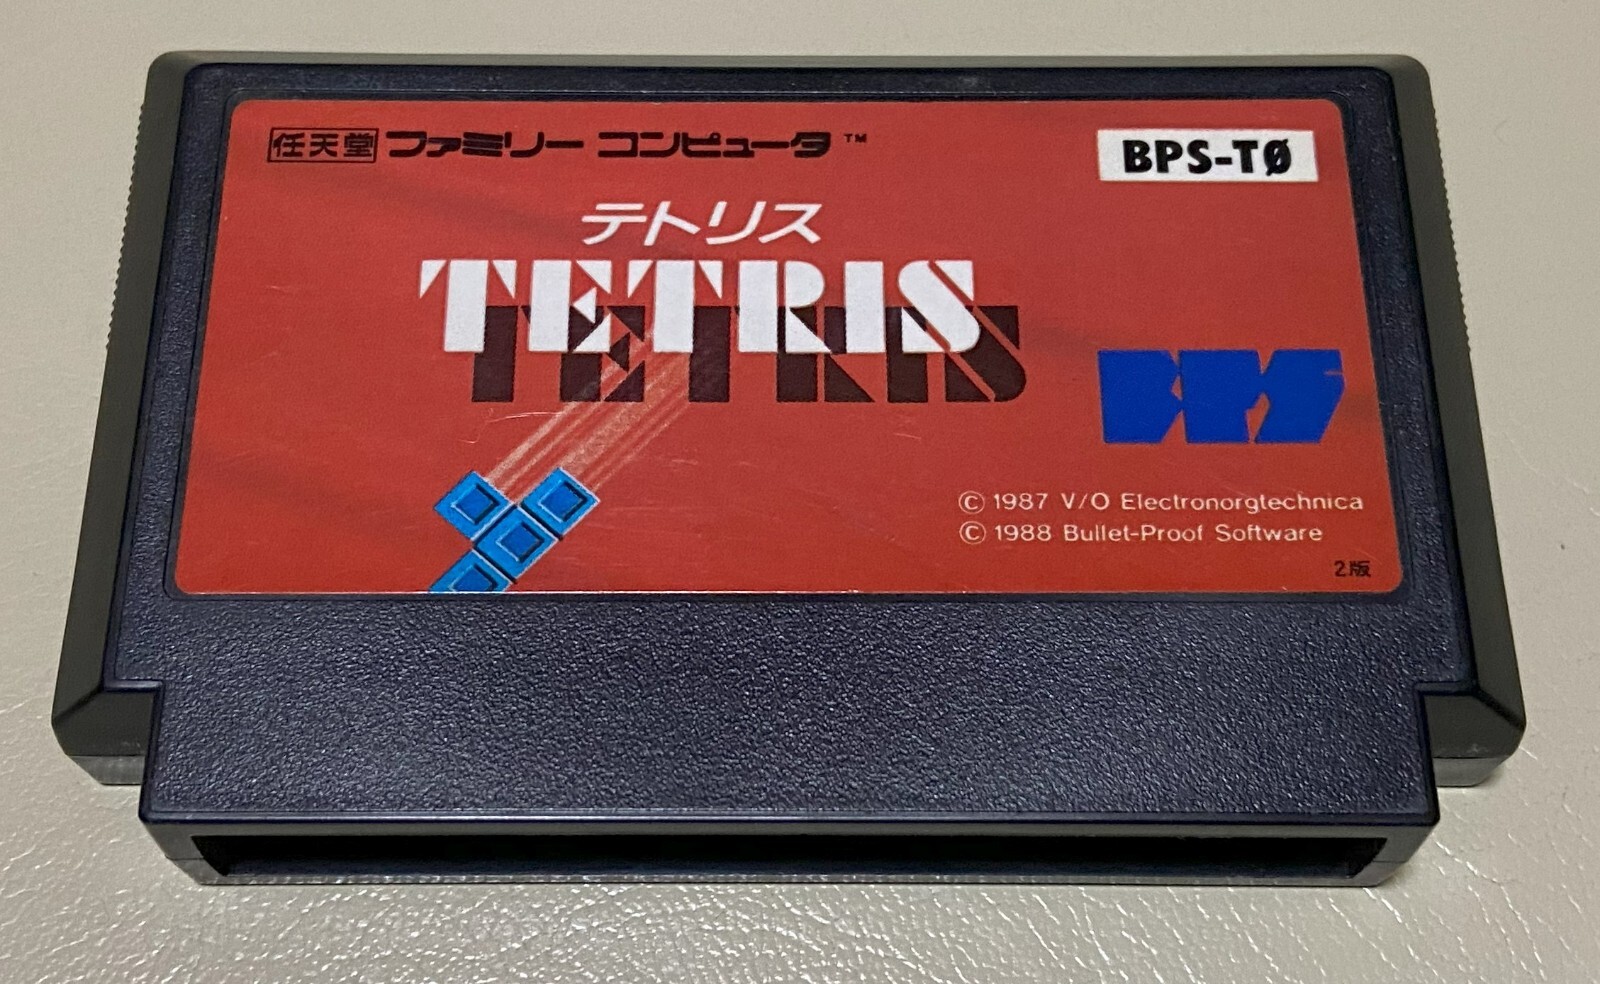 任天堂 ファミリー コンピュータ™
BPS-TØ
テトリス
TETRIS
BPS
© 1987 V/O Electronorgtechnica
© 1988 Bullet-Proof Software
2版